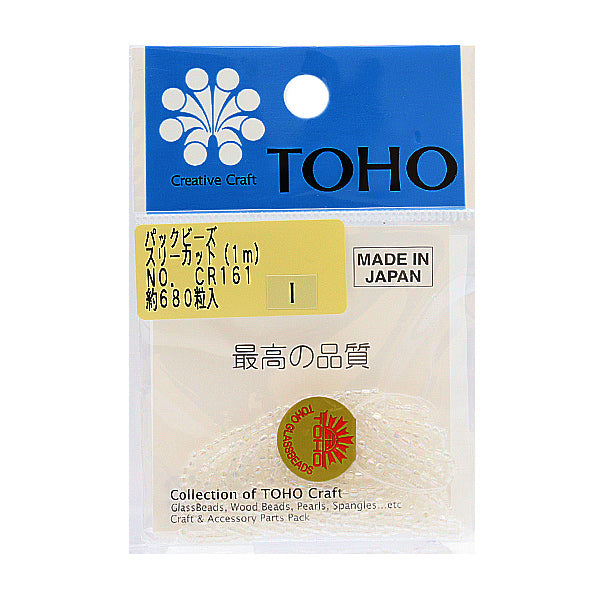 Creative Craft
TOHO
パックビーズ
スリーカット(1m)
NO. CR161
約680粒入
I
MADE IN
JAPAN
最高の品質
TOHO
TOHO GLASSBEADS
Collection of TOHO Craft
GlassBeads, Wood Beads, Pearls, Spangles...etc
Craft & Accessory Parts Pack